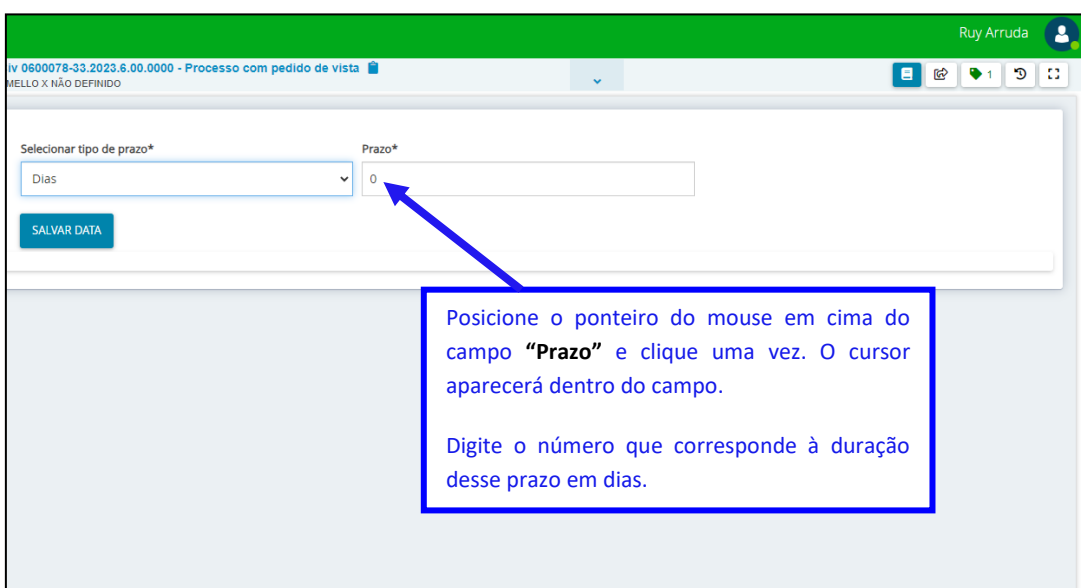 Ruy Arruda
iv 0600078-33.2023.6.00.0000 - Processo com pedido de vista
MELLO X NÃO DEFINIDO
1
Selecionar tipo de prazo*
Prazo*
Dias
0
SALVAR DATA
Posicione o ponteiro do mouse em cima do
campo “Prazo” e clique uma vez. O cursor
aparecerá dentro do campo.
Digite o número que corresponde à duração
desse prazo em dias.